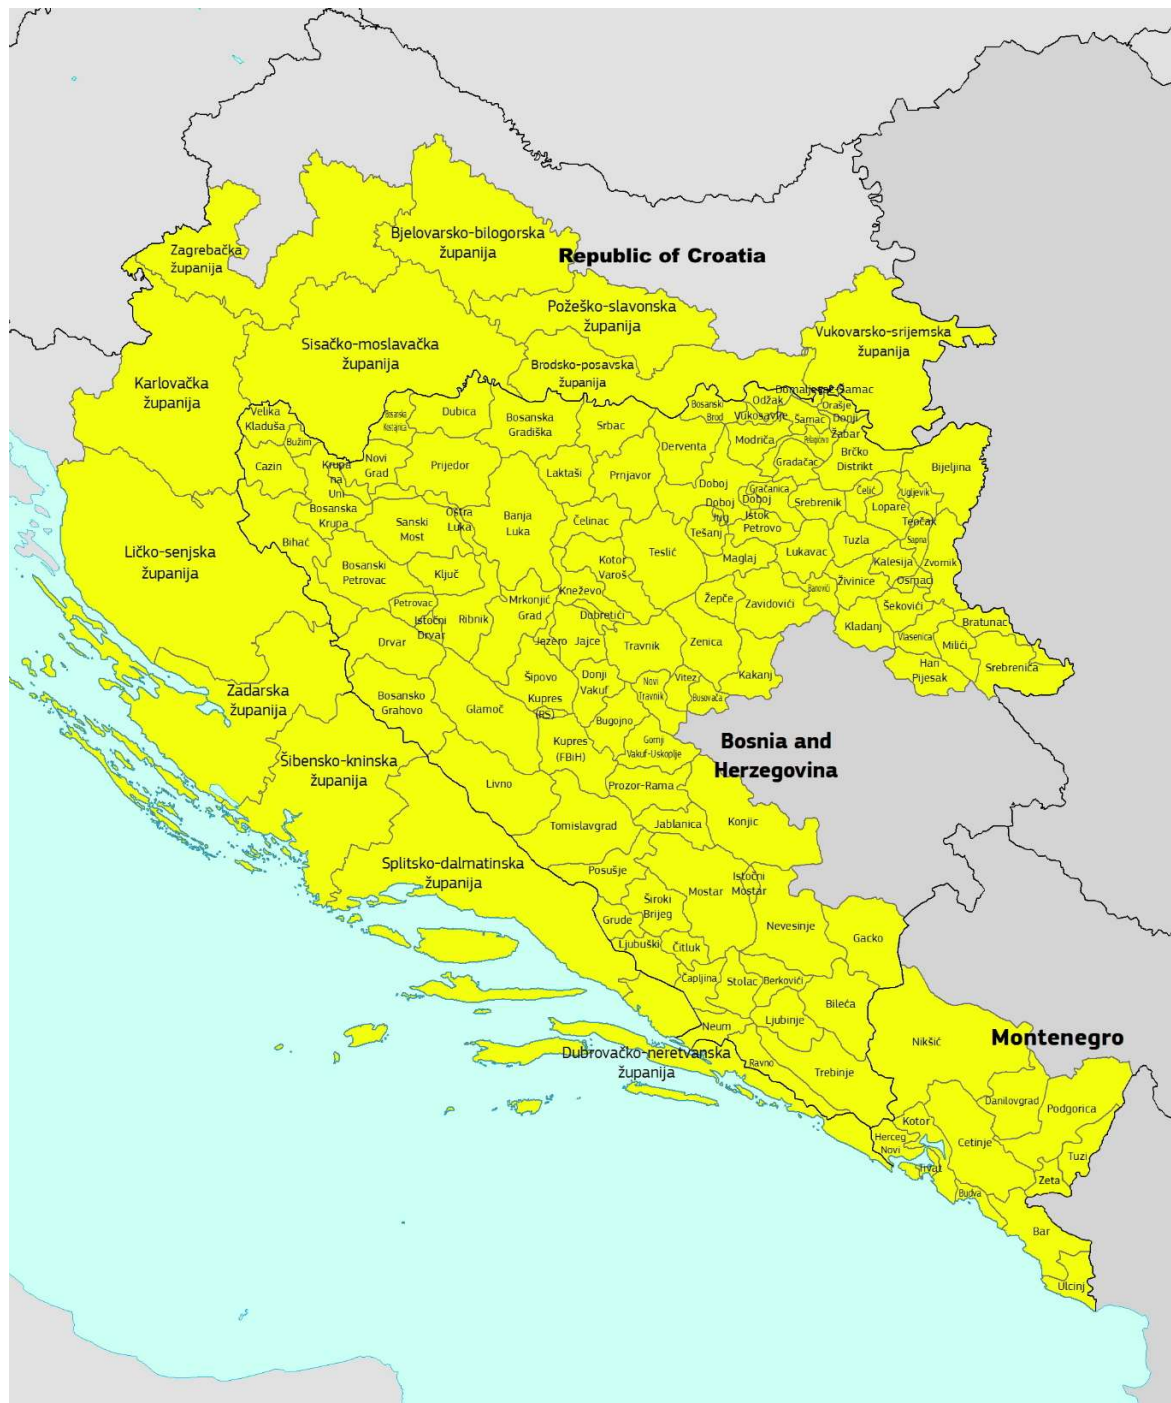 Bjelovarsko-bilogorska
županija
Zagrebačka
županija
Republic of Croatia
Požeško-slavonska
županija
Vukovarsko-srijemska
županija
Sisačko-moslavačka
županija
Brodsko-posavska
županija
Karlovačka
županija
Velika
Kladuša
Bužim
Cazin
Bosanska
Kostajnica
Dubica
Bosanska
Gradiška
Srbac
Bosanski
Brod
Odžak
Vukosavlje
Šamac
Orašje
Donji
Žabar
Pelagićevo
Modriča
Gradačac
Brčko
Distrikt
Bijeljina
Derventa
Krupa
na
Uni
Novi
Grad
Prijedor
Laktaši
Prnjavor
Doboj
Doboj
Jug
Gračanica
Doboj
Istok
Petrovo
Srebrenik
Čelić
Lopare
Ugljevik
Teočak
Sapna
Bosanska
Krupa
Sanski
Most
Oštra
Luka
Banja
Luka
Čelinac
Tešanj
Teslić
Maglaj
Lukavac
Tuzla
Kalesija
Zvornik
Osmaci
Bihać
Ličko-senjska
županija
Bosanski
Petrovac
Ključ
Kotor
Varoš
Kneževo
Banovići
Živinice
Žepče
Zavidovići
Šekovići
Kladanj
Vlasenica
Milići
Bratunac
Srebreniča
Han
Pijesak
Petrovac
Istočni
Drvar
Ribnik
Mrkonjić
Grad
Dobretići
Drvar
Jezero
Jajce
Travnik
Zenica
Kakanj
Šipovo
Donji
Vakuf
Novi
Travnik
Vitez
Busovača
Zadarska
županija
Bosansko
Grahovo
Glamoč
Kupres
(RS)
Bugojno
Kupres
(FBiH)
Gornji
Vakuf-Uskoplje
Bosnia and
Herzegovina
Šibensko-kninska
županija
Livno
Prozor-Rama
Tomislavgrad
Jablanica
Konjic
Splitsko-dalmatinska
županija
Posušje
Široki
Brijeg
Mostar
Istočni
Mostar
Grude
Nevesinje
Gacko
Ljubuški
Čitluk
Čapljina
Stolac
Berkovići
Bileća
Neum
Ljubinje
Dubrovačko-neretvanska
županija
Ravno
Trebinje
Nikšić
Montenegro
Danilovgrad
Podgorica
Kotor
Herceg
Novi
Cetinje
Tuzi
Tivat
Zeta
Budva
Bar
Ulcinj